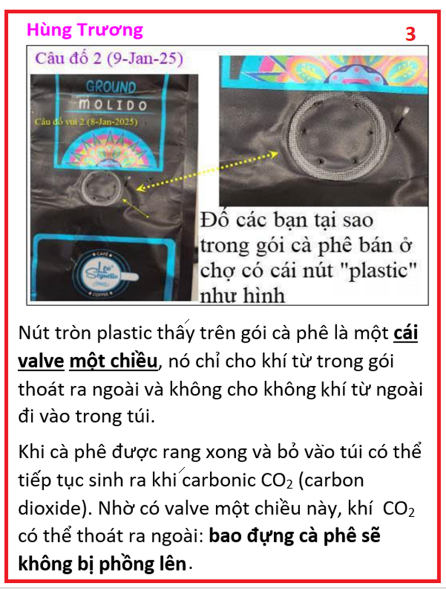 Hùng Trương
3
Câu đố 2 (9-Jan-25)
GROUND
MOLIDO
Câu đố vui 2 (8-Jan-2025)
CAFÉ
COFFEE
Đố các bạn tại sao
trong gói cà phê bán ở
chợ có cái nút "plastic"
như hình
Nút tròn plastic thấy trên gói cà phê là một cái
valve một chiều, nó chỉ cho khí từ trong gói
thoát ra ngoài và không cho không khí từ ngoài
đi vào trong túi.
Khi cà phê được rang xong và bỏ vào túi có thể
tiếp tục sinh ra khí carbonic CO₂ (carbon
dioxide). Nhờ có valve một chiều này, khí CO₂
có thể thoát ra ngoài: bao đựng cà phê sẽ
không bị phồng lên.